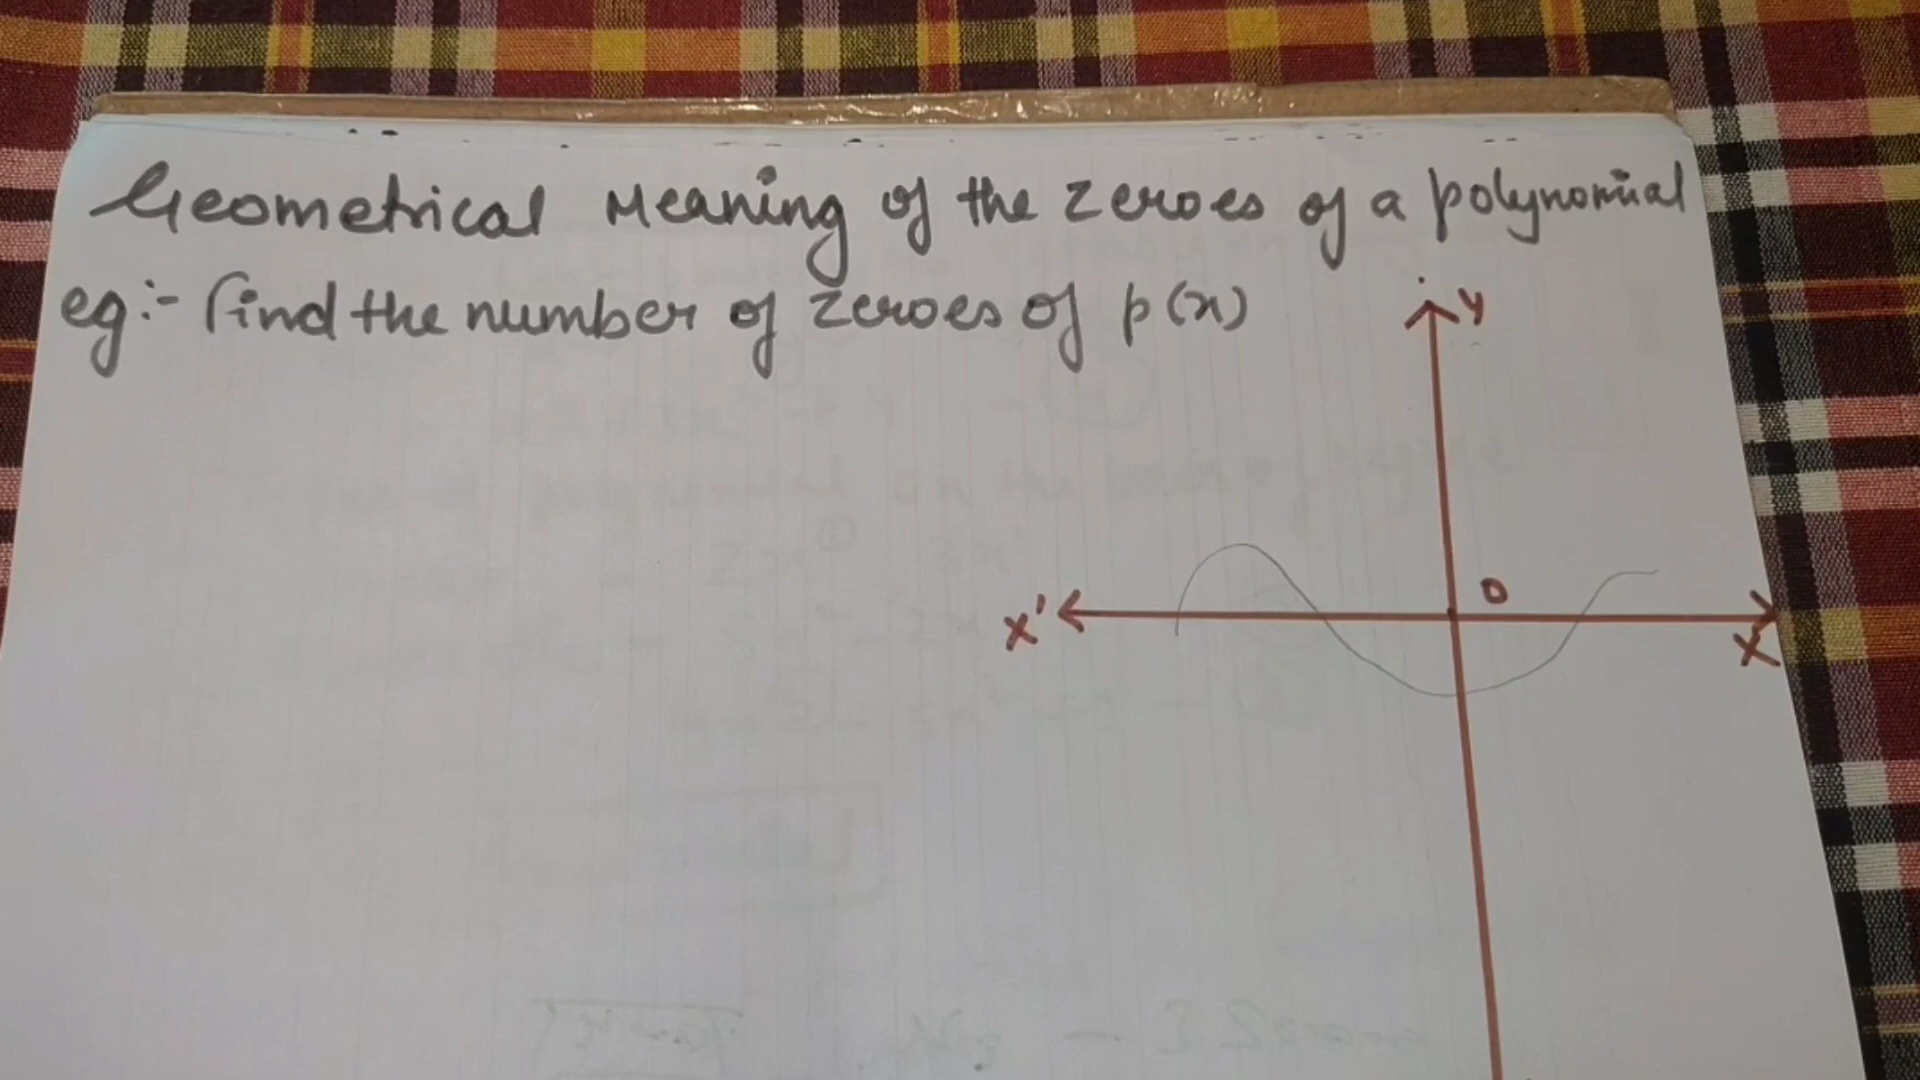 Geometrical Meaning of the zeroes of a polynomial
eg:- find the number of zeroes of p(x)
Y
O
X'
X